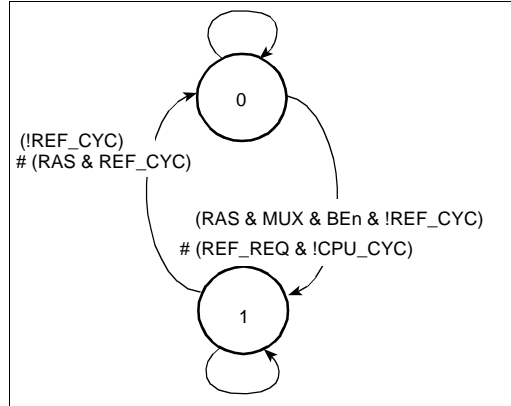 0
(!REF_CYC)
# (RAS & REF_CYC)
(RAS & MUX & BEn & !REF_CYC)
# (REF_REQ & !CPU_CYC)
1